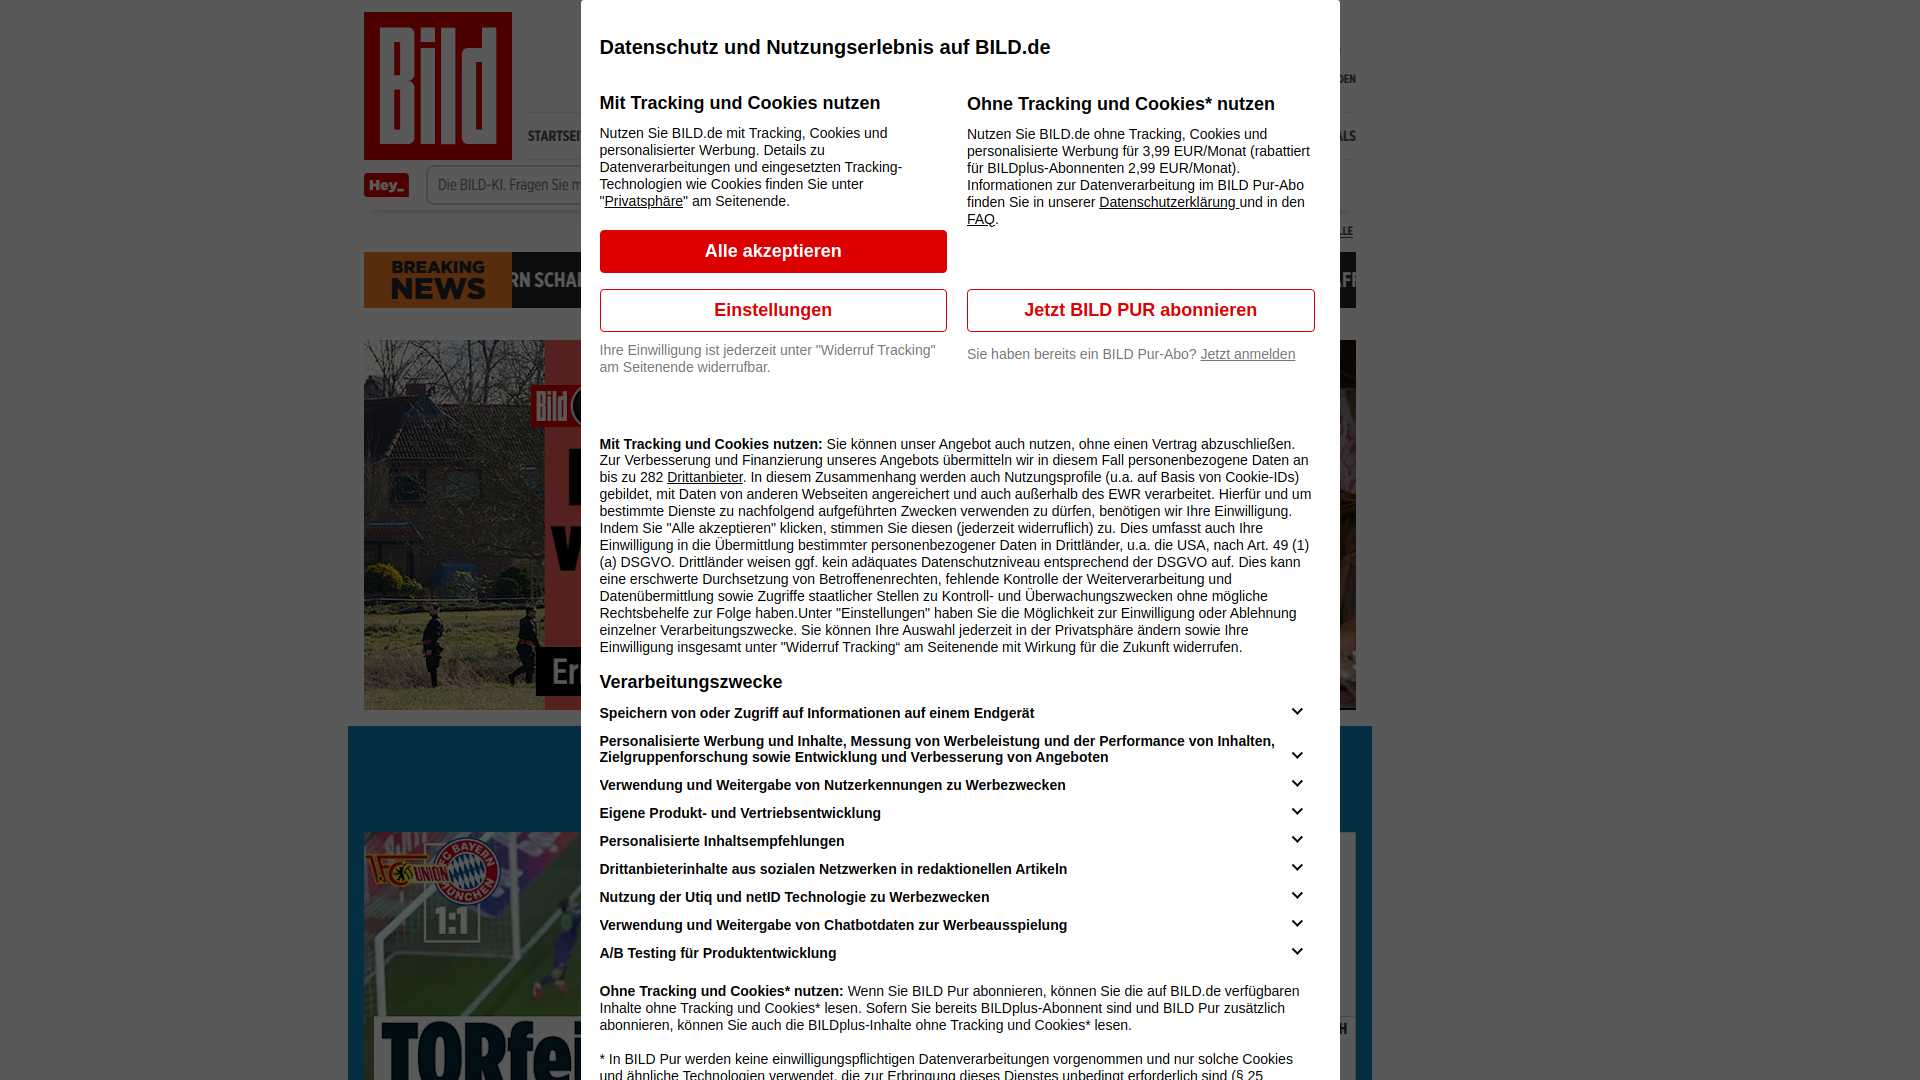 Bild
Datenschutz und Nutzungserlebnis auf BILD.de
STARTSEI
Hey_
Die BILD-KI. Fragen Sie m
BREAKING
NEWS
RN SCHA
Mit Tracking und Cookies nutzen
Nutzen Sie BILD.de mit Tracking, Cookies und
personalisierter Werbung. Details zu
Datenverarbeitungen und eingesetzten Tracking-
Technologien wie Cookies finden Sie unter
"Privatsphäre" am Seitenende.
Alle akzeptieren
Einstellungen
Ihre Einwilligung ist jederzeit unter "Widerruf Tracking"
am Seitenende widerrufbar.
Ohne Tracking und Cookies* nutzen
Nutzen Sie BILD.de ohne Tracking, Cookies und
personalisierte Werbung für 3,99 EUR/Monat (rabattiert
für BILDplus-Abonnenten 2,99 EUR/Monat).
Informationen zur Datenverarbeitung im BILD Pur-Abo
finden Sie in unserer Datenschutzerklärung und in den
FAQ.
Jetzt BILD PUR abonnieren
Sie haben bereits ein BILD Pur-Abo? Jetzt anmelden
DEN
ALS
LLE
Bild
Er
Mit Tracking und Cookies nutzen: Sie können unser Angebot auch nutzen, ohne einen Vertrag abzuschließen.
Zur Verbesserung und Finanzierung unseres Angebots übermitteln wir in diesem Fall personenbezogene Daten an
bis zu 282 Drittanbieter. In diesem Zusammenhang werden auch Nutzungsprofile (u.a. auf Basis von Cookie-IDs)
gebildet, mit Daten von anderen Webseiten angereichert und auch außerhalb des EWR verarbeitet. Hierfür und um
bestimmte Dienste zu nachfolgend aufgeführten Zwecken verwenden zu dürfen, benötigen wir Ihre Einwilligung.
Indem Sie "Alle akzeptieren" klicken, stimmen Sie diesen (jederzeit widerruflich) zu. Dies umfasst auch Ihre
Einwilligung in die Übermittlung bestimmter personenbezogener Daten in Drittländer, u.a. die USA, nach Art. 49 (1)
(a) DSGVO. Drittländer weisen ggf. kein adäquates Datenschutzniveau entsprechend der DSGVO auf. Dies kann
eine erschwerte Durchsetzung von Betroffenenrechten, fehlende Kontrolle der Weiterverarbeitung und
Datenübermittlung sowie Zugriffe staatlicher Stellen zu Kontroll- und Überwachungszwecken ohne mögliche
Rechtsbehelfe zur Folge haben.Unter "Einstellungen" haben Sie die Möglichkeit zur Einwilligung oder Ablehnung
einzelner Verarbeitungszwecke. Sie können Ihre Auswahl jederzeit in der Privatsphäre ändern sowie Ihre
Einwilligung insgesamt unter "Widerruf Tracking“ am Seitenende mit Wirkung für die Zukunft widerrufen.
Verarbeitungszwecke
Speichern von oder Zugriff auf Informationen auf einem Endgerät
Personalisierte Werbung und Inhalte, Messung von Werbeleistung und der Performance von Inhalten,
Zielgruppenforschung sowie Entwicklung und Verbesserung von Angeboten
Verwendung und Weitergabe von Nutzerkennungen zu Werbezwecken
Eigene Produkt- und Vertriebsentwicklung
Personalisierte Inhaltsempfehlungen
Drittanbieterinhalte aus sozialen Netzwerken in redaktionellen Artikeln
Nutzung der Utiq und netID Technologie zu Werbezwecken
Verwendung und Weitergabe von Chatbotdaten zur Werbeausspielung
A/B Testing für Produktentwicklung
1.FC UNION
FC BAYERN MÜNCHEN
1:1
TORfei
Ohne Tracking und Cookies* nutzen: Wenn Sie BILD Pur abonnieren, können Sie die auf BILD.de verfügbaren
Inhalte ohne Tracking und Cookies* lesen. Sofern Sie bereits BILDplus-Abonnent sind und BILD Pur zusätzlich
abonnieren, können Sie auch die BILDplus-Inhalte ohne Tracking und Cookies* lesen.
* In BILD Pur werden keine einwilligungspflichtigen Datenverarbeitungen vorgenommen und nur solche Cookies
und ähnliche Technologien verwendet, die zur Erbringung dieses Dienstes unbedingt erforderlich sind (§ 25